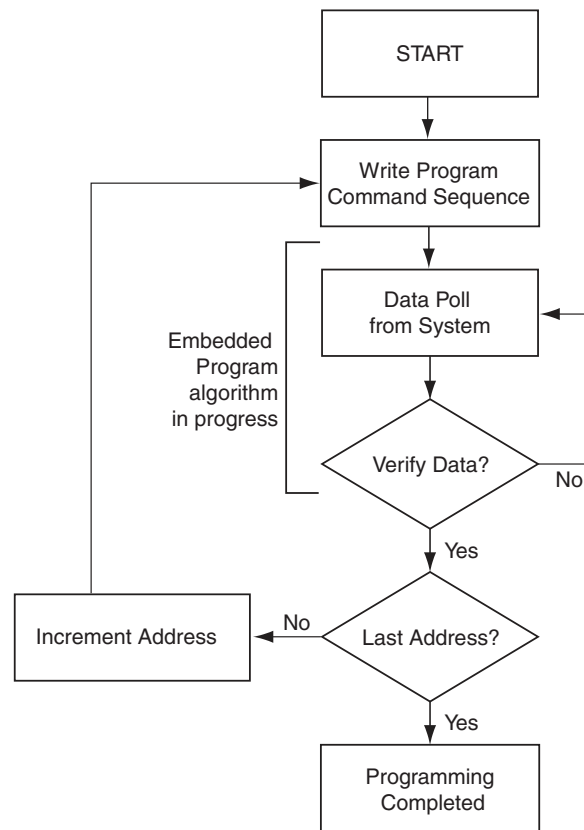 START
Write Program
Command Sequence
Data Poll
from System
Embedded
Program
algorithm
in progress
Verify Data?
No
Yes
Last Address?
No
Increment Address
Yes
Programming
Completed